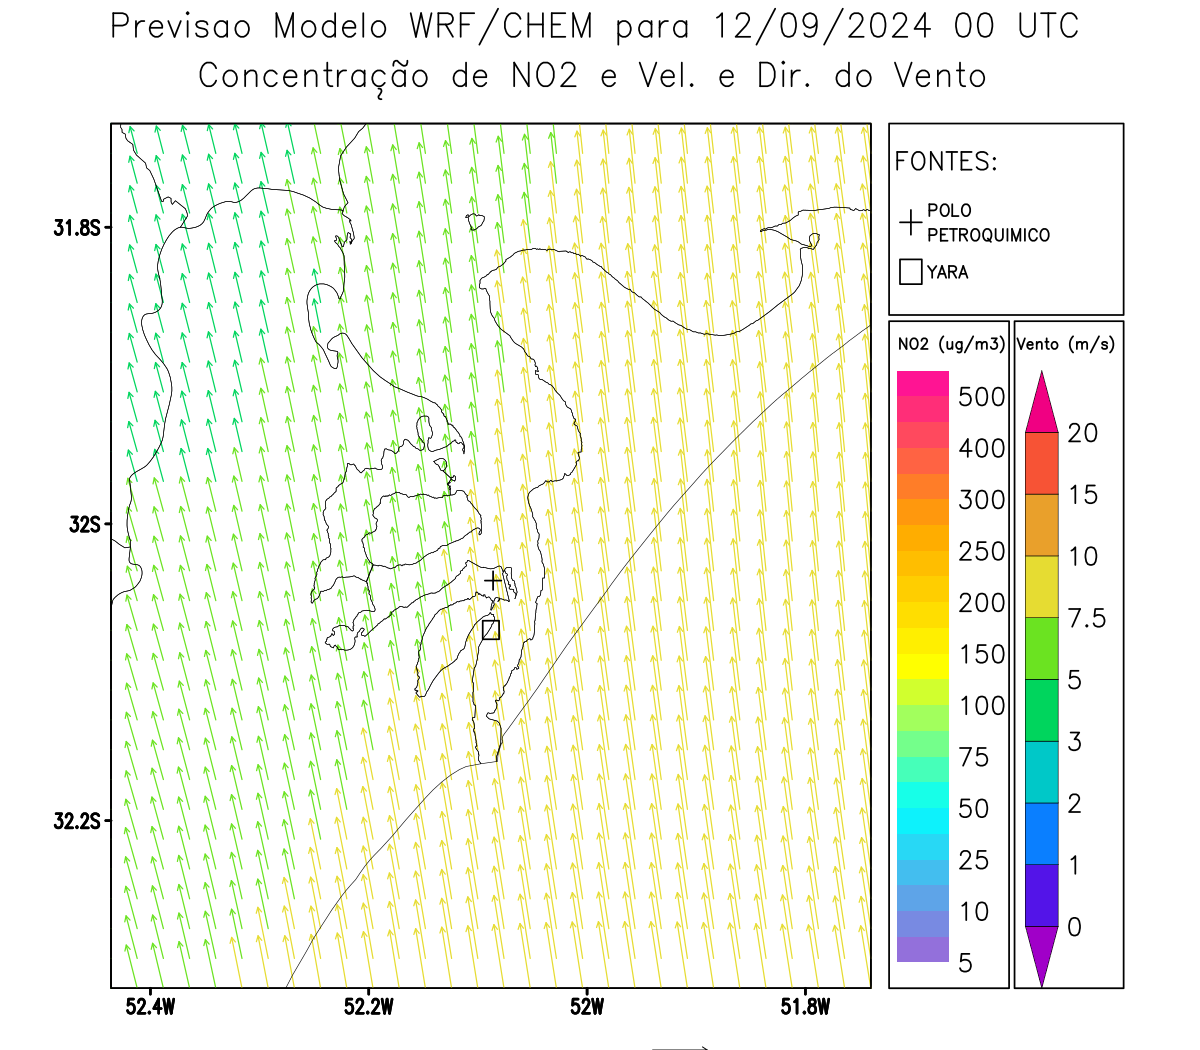 Previsao Modelo WRF/CHEM para 12/09/2024 00 UTC
Concentração de NO2 e Vel. e Dir. do Vento
FONTES:
POLO
PETROQUIMICO
YARA
31.8S
32S
32.2S
52.4W
52.2W
52W
51.8W
NO2 (ug/m3)
500
400
300
250
200
150
100
75
50
25
10
5
Vento (m/s)
20
15
10
7.5
5
3
2
1
0